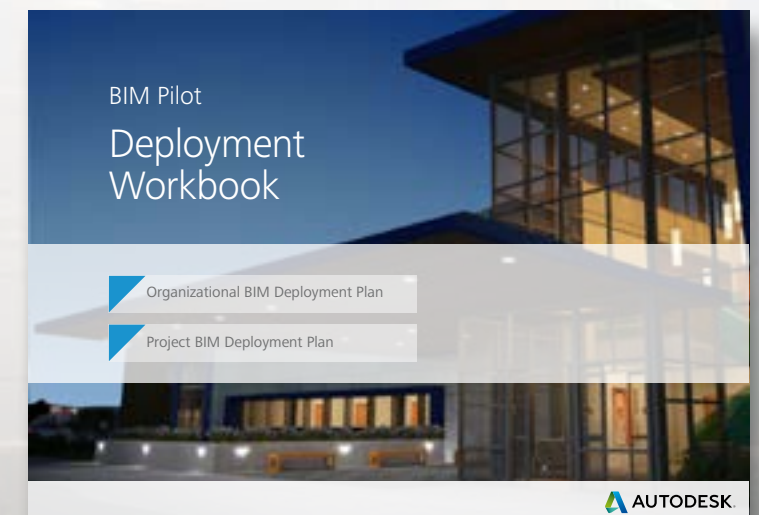 BIM Pilot
Deployment
Workbook
Organizational BIM Deployment Plan
Project BIM Deployment Plan
AUTODESK.